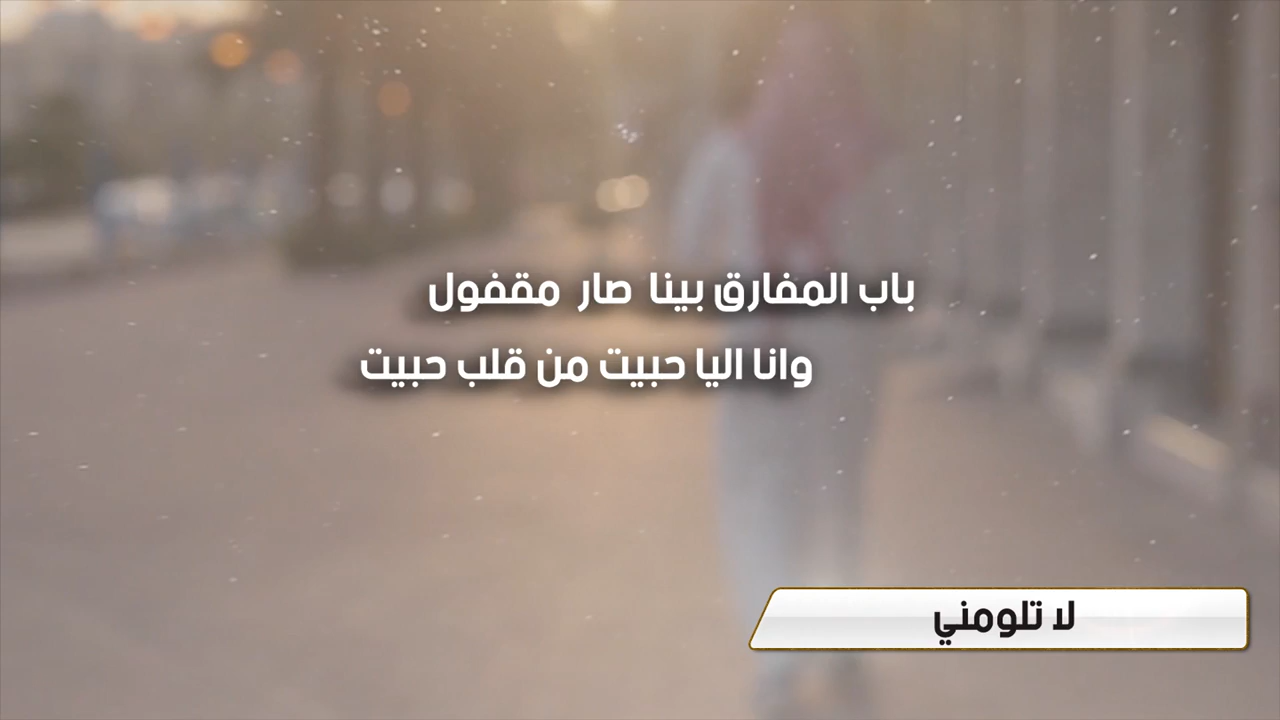 باب المفارق بينا صار مقفول
وانا اليا حبيت من قلب حبيت
لا تلومني